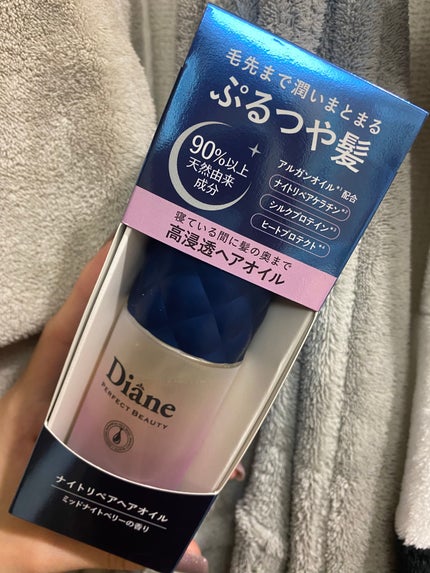 毛先まで潤いまとまる
ぷるつや髪
90%以上
天然由来
成分
アルガンオイル*¹配合
ナイトリペアケラチン*²
シルクプロテイン*³
ヒートプロテクト*⁴
寝ている間に髪の奥まで
高浸透ヘアオイル
Diane
PERFECT BEAUTY
ナイトリペアヘアオイル
ミッドナイトベリーの香り